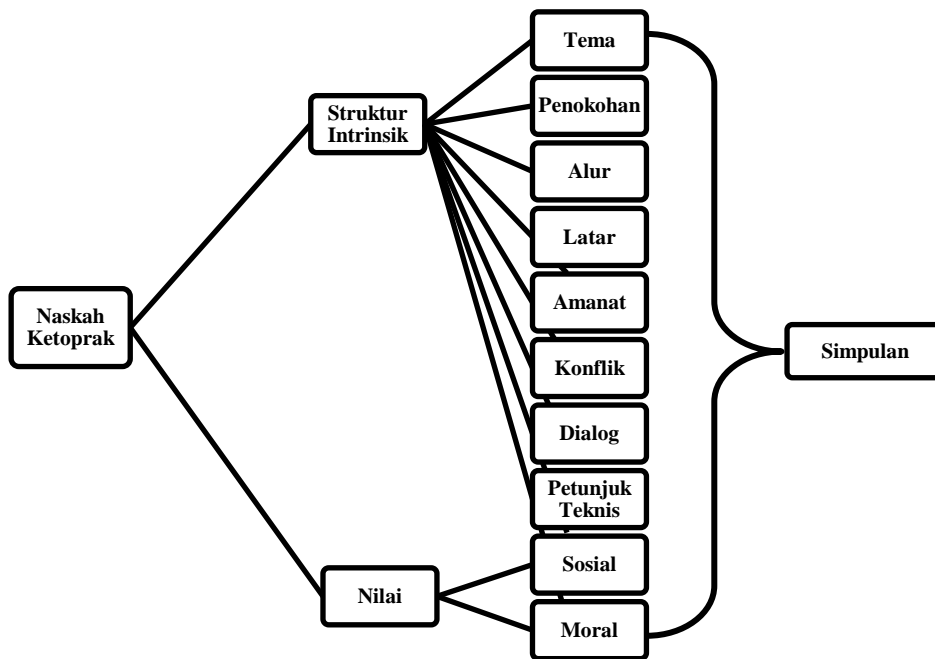 Naskah
Ketoprak
Struktur
Intrinsik
Nilai
Tema
Penokohan
Alur
Latar
Amanat
Konflik
Dialog
Petunjuk
Teknis
Sosial
Moral
Simpulan